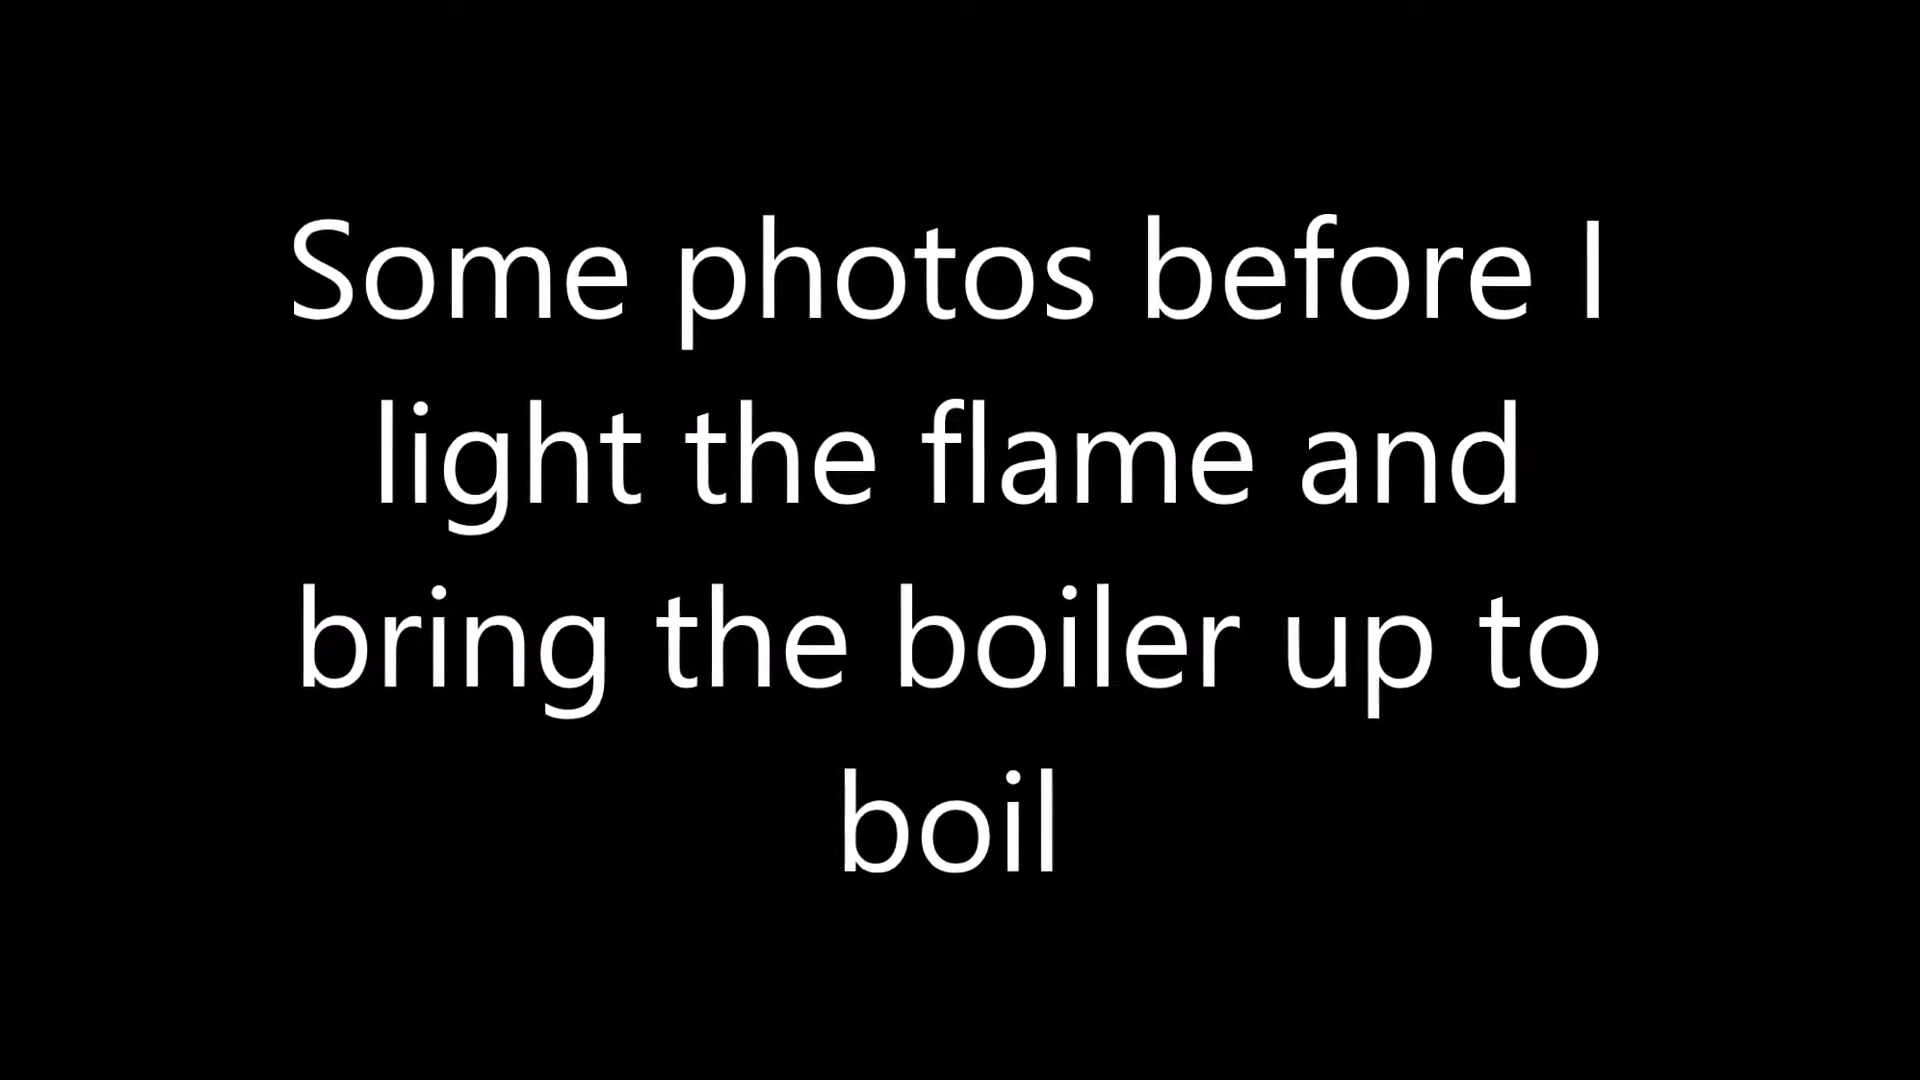 Some photos before I
light the flame and
bring the boiler up to
boil